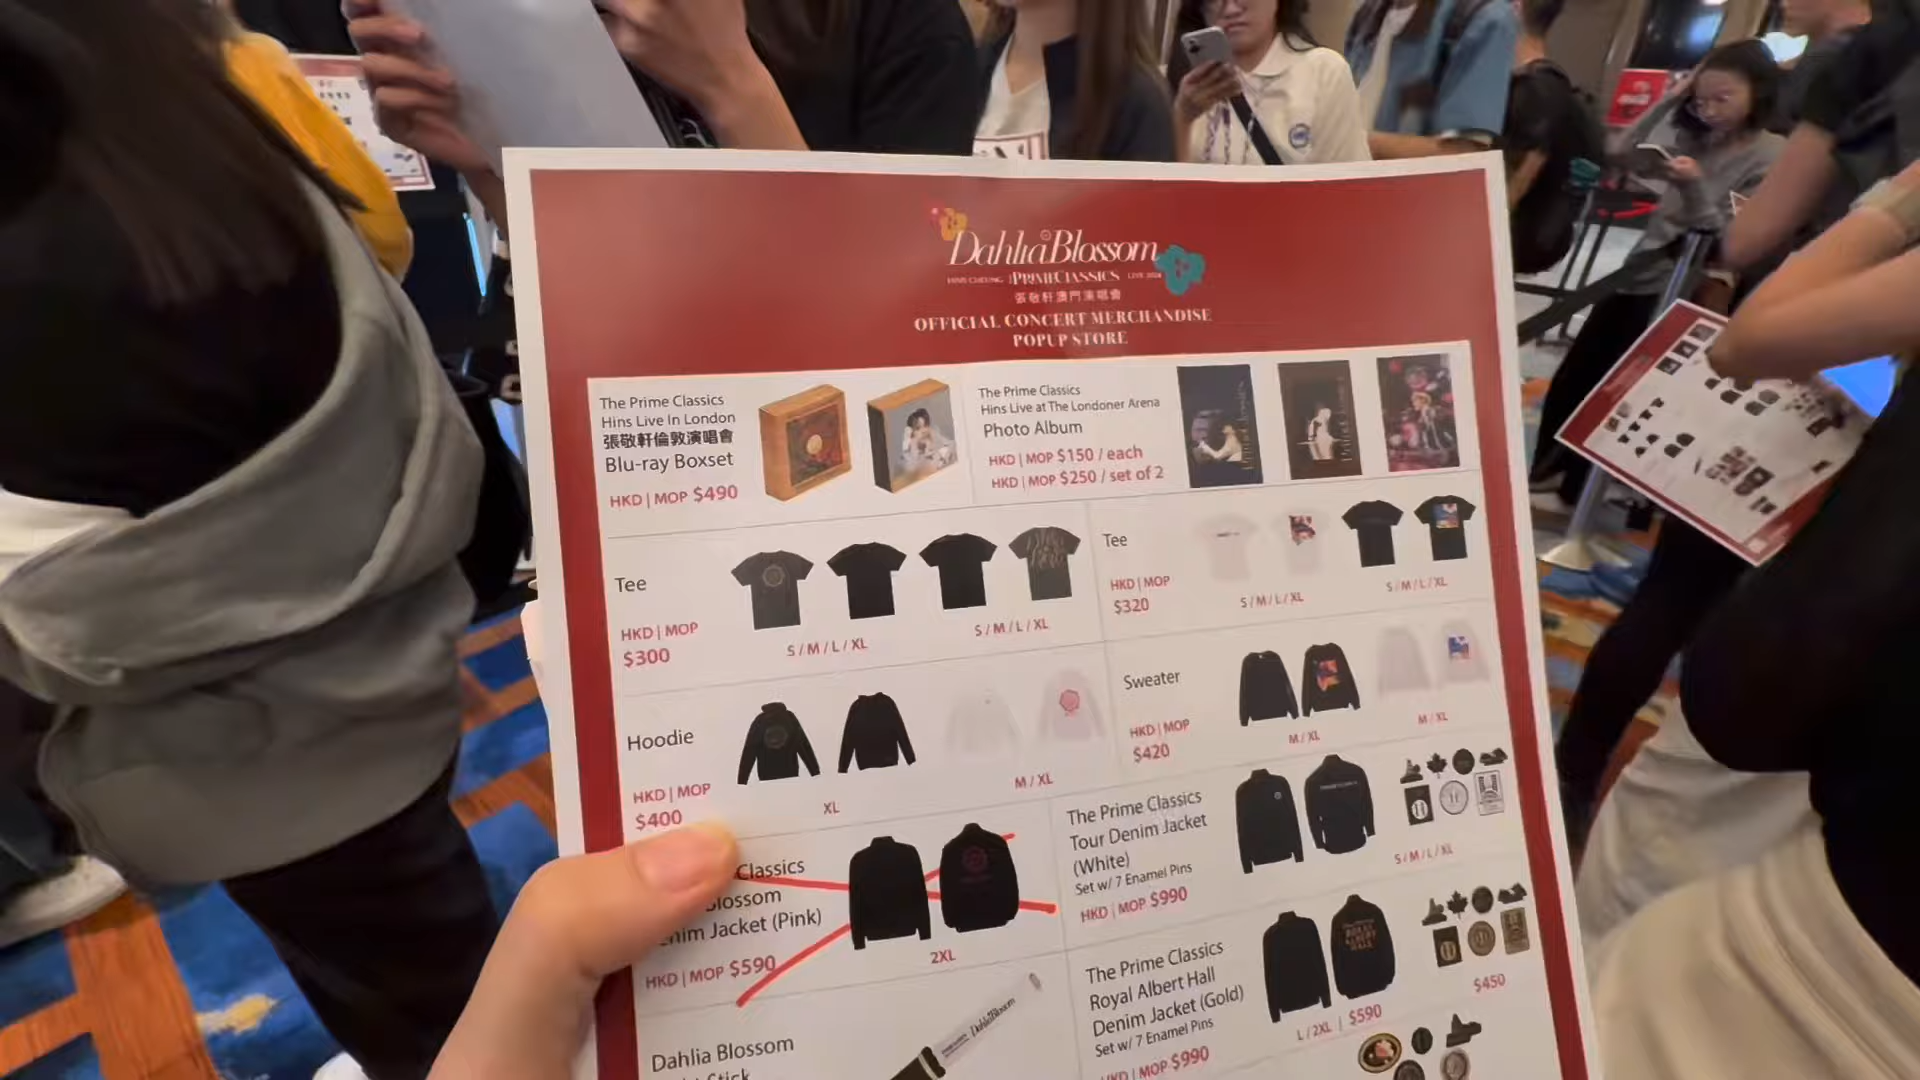 Dahlia Blossom
HINS CHEUNG THE PRIME CLASSICS LIVE 2024
張敬軒澳門演唱會
OFFICIAL CONCERT MERCHANDISE
POPUP STORE
The Prime Classics
Hins Live In London
張敬軒倫敦演唱會
Blu-ray Boxset
HKD | MOP $490
The Prime Classics
Hins Live at The Londoner Arena
Photo Album
HKD | MOP $150 / each
HKD | MOP $250 / set of 2
Tee
HKD | MOP
$300
S / M / L / XL
S / M / L / XL
Tee
HKD | MOP
$320
S / M / L / XL
S / M / L / XL
Hoodie
HKD | MOP
$400
XL
M / XL
Sweater
HKD | MOP
$420
M / XL
M / XL
Classics
Blossom
Denim Jacket (Pink)
HKD | MOP $590
2XL
The Prime Classics
Tour Denim Jacket
(White)
Set w/ 7 Enamel Pins
HKD | MOP $990
S / M / L / XL
Dahlia Blossom
Stick
DahliaBlossom
The Prime Classics
Royal Albert Hall
Denim Jacket (Gold)
Set w/ 7 Enamel Pins
HKD | MOP $990
L / 2XL | $590
$450